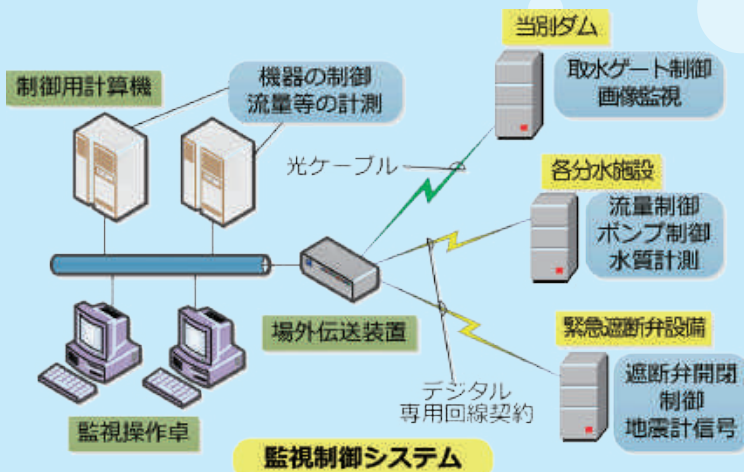 当別ダム
取水ゲート制御
画像監視
制御用計算機
機器の制御
流量等の計測
光ケーブル
各分水施設
流量制御
ポンプ制御
水質計測
場外伝送装置
緊急遮断弁設備
遮断弁開閉
制御
地震計信号
デジタル
専用回線契約
監視操作卓
監視制御システム